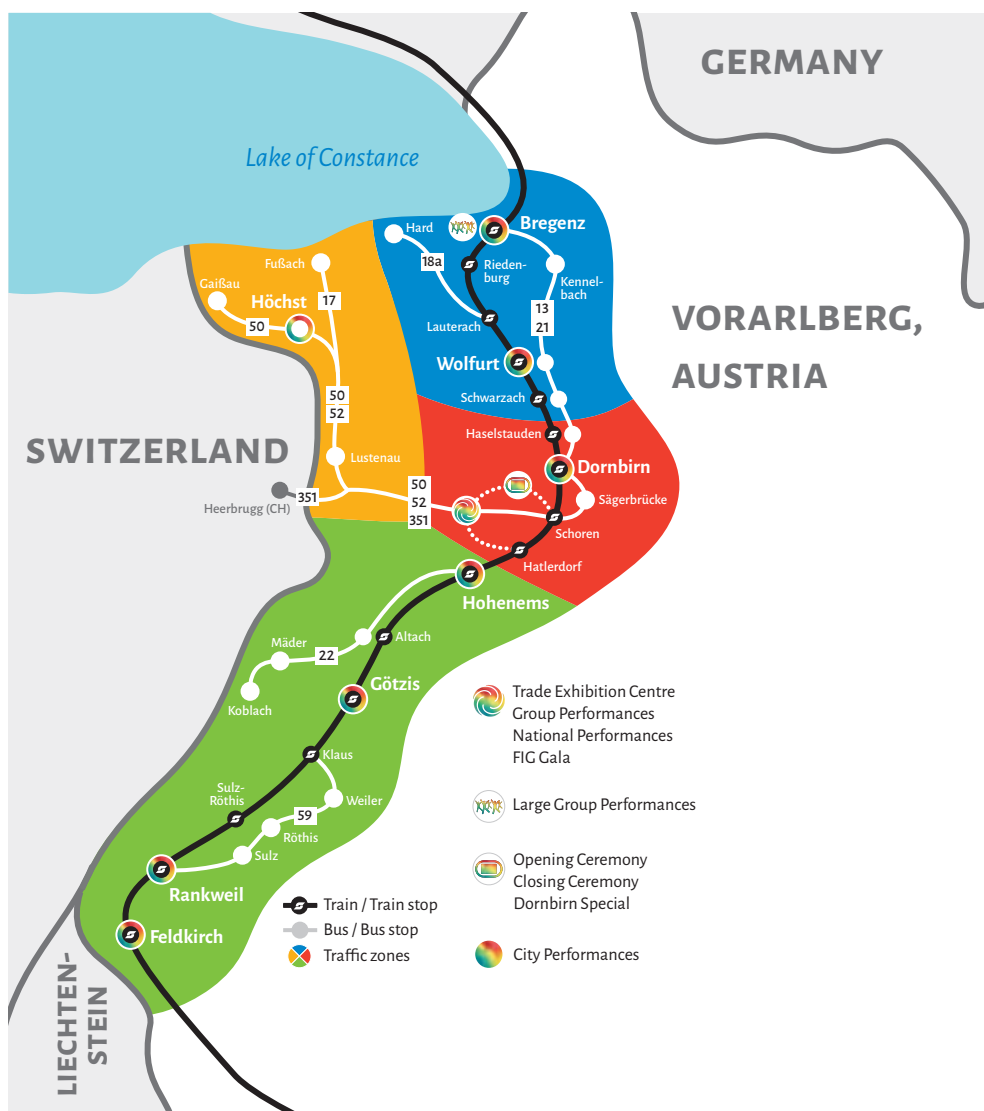 GERMANY
Lake of Constance
Bregenz
Hard
18a
Rieden-
burg
Kennel-
bach
Fußach
Gaißau
Höchst
17
50
13
21
Lauterach
VORARLBERG,
AUSTRIA
Wolfurt
Schwarzach
50
52
Haselstauden
SWITZERLAND
Lustenau
Dornbirn
Heerbrugg (CH)
351
50
52
351
Sägerbrücke
Schoren
Hatlerdorf
Hohenems
Altach
Mäder
22
Koblach
Götzis
Trade Exhibition Centre
Group Performances
National Performances
FIG Gala
Klaus
Sulz-
Röthis
Weiler
59
Röthis
Sulz
Large Group Performances
Rankweil
Opening Ceremony
Closing Ceremony
Dornbirn Special
Train / Train stop
Bus / Bus stop
Traffic zones
Feldkirch
City Performances
LIECHTEN-
STEIN